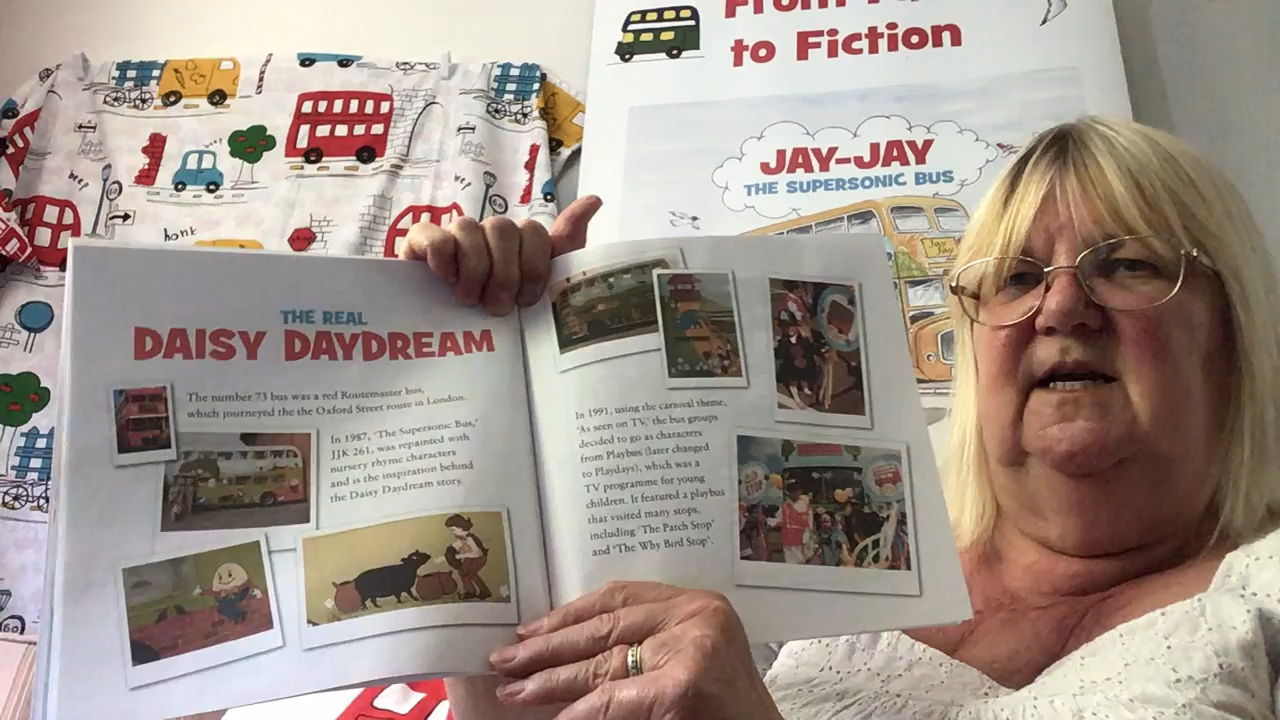 to Fiction
JAY-JAY
THE SUPERSONIC BUS
Jay
honk
beep
THE REAL
DAISY DAYDREAM
The number 73 bus was a red Routemaster bus,
which journeyed the the Oxford Street route in London.
In 1987, 'The Supersonic Bus,'
JJK 261, was repainted with
nursery rhyme characters
and is the inspiration behind
the Daisy Daydream story.
In 1991, using the carnival theme,
'As seen on TV,' the bus groups
decided to go as characters
from Playbus (later changed
to Playdays), which was a
TV programme for young
children. It featured a playbus
that visited many stops,
including 'The Patch Stop'
and 'The Why Bird Stop'.